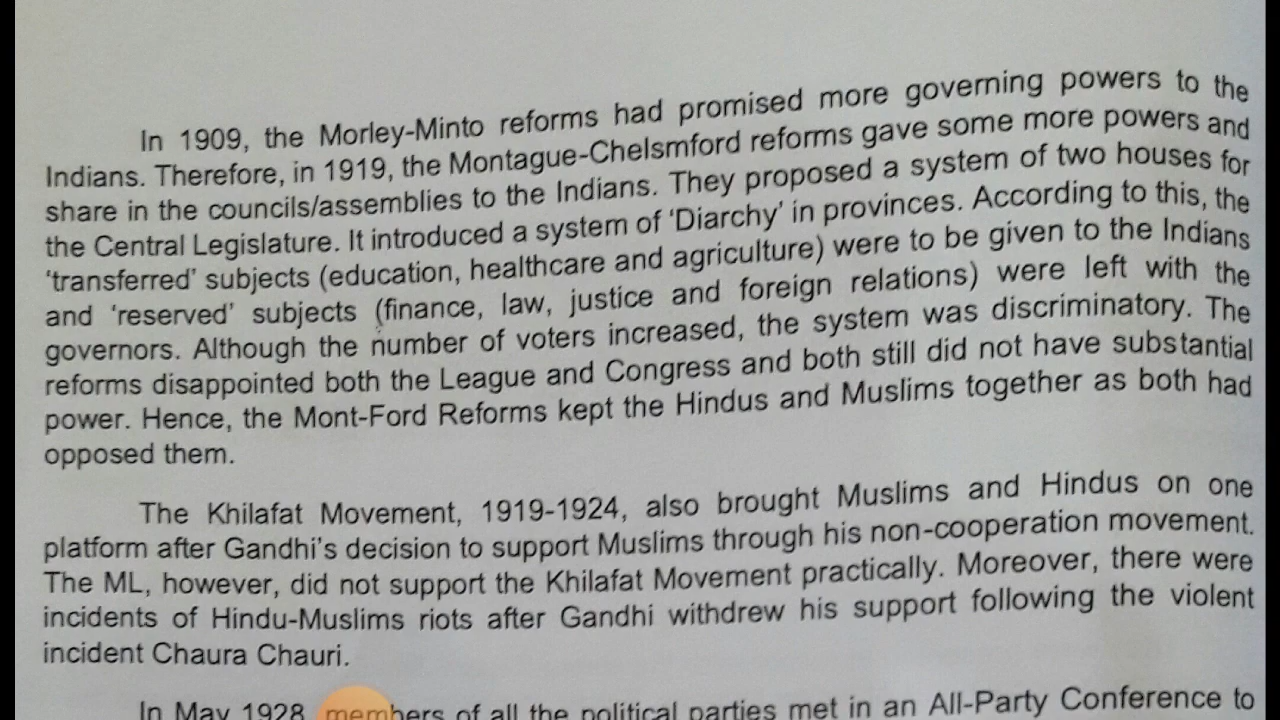 In 1909, the Morley-Minto reforms had promised more governing powers to the
Indians. Therefore, in 1919, the Montague-Chelsmford reforms gave some more powers and
share in the councils/assemblies to the Indians. They proposed a system of two houses for
the Central Legislature. It introduced a system of 'Diarchy' in provinces. According to this, the
'transferred' subjects (education, healthcare and agriculture) were to be given to the Indians
and 'reserved' subjects (finance, law, justice and foreign relations) were left with the
governors. Although the number of voters increased, the system was discriminatory. The
reforms disappointed both the League and Congress and both still did not have substantial
power. Hence, the Mont-Ford Reforms kept the Hindus and Muslims together as both had
opposed them.
The Khilafat Movement, 1919-1924, also brought Muslims and Hindus on one
platform after Gandhi's decision to support Muslims through his non-cooperation movement.
The ML, however, did not support the Khilafat Movement practically. Moreover, there were
incidents of Hindu-Muslims riots after Gandhi withdrew his support following the violent
incident Chaura Chauri.
In May 1928 members of all the political parties met in an All-Party Conference to